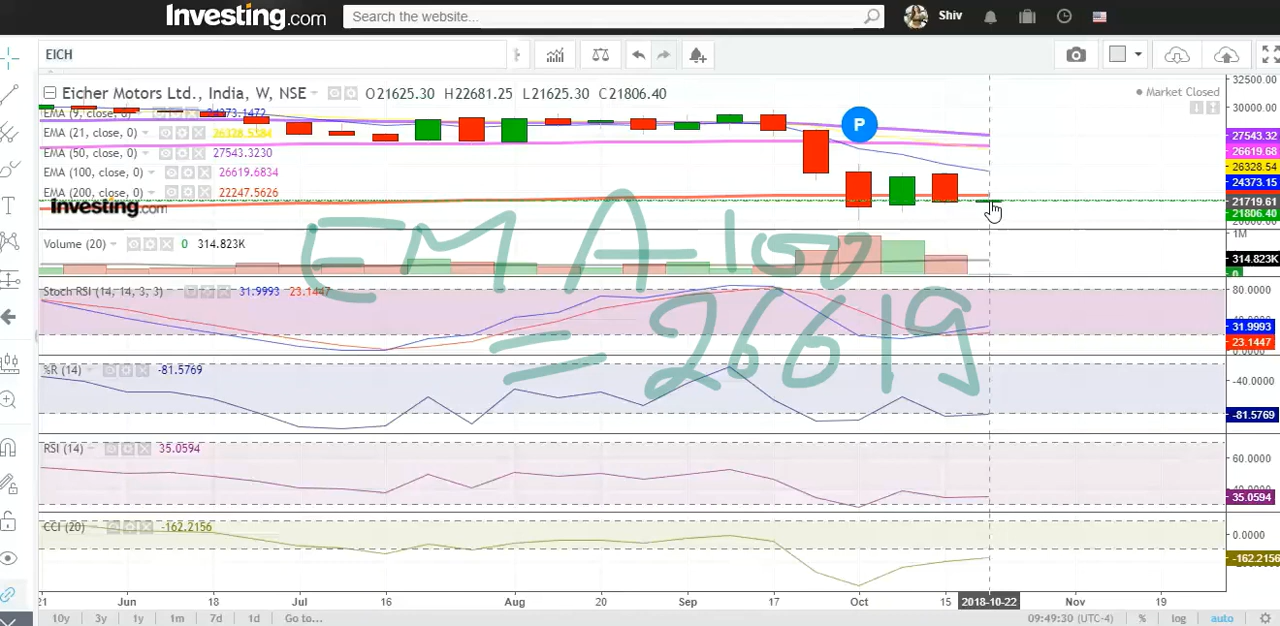 Investing.com
Search the website...
Shiv
EICH
Eicher Motors Ltd., India, W, NSE O21625.30 H22681.25 L21625.30 C21806.40
Market Closed
EMA (9, close, 0) 24373.1472
EMA (21, close, 0) 26328.5384
EMA (50, close, 0) 27543.3230
EMA (100, close, 0) 26619.6834
EMA (200, close, 0) 22247.5626
Investing.com
P
32500.00
30000.00
27543.32
26619.68
26328.54
24373.15
21719.61
21806.40
EMA-100
= 26619
Volume (20) 0 314.823K
1M
314.823K
0
Stoch RSI (14, 14, 3, 3) 31.9993 23.1447
80.0000
31.9993
23.1447
%R (14) -81.5769
-40.0000
-81.5769
RSI (14) 35.0594
60.0000
35.0594
CCI (20) -162.2156
0.0000
-162.2156
21 Jun 18 Jul 16 Aug 20 Sep 17 Oct 15 2018-10-22 Nov 19
10y 3y 1y 1m 7d 1d Go to... 09:49:30 (UTC-4) % log auto